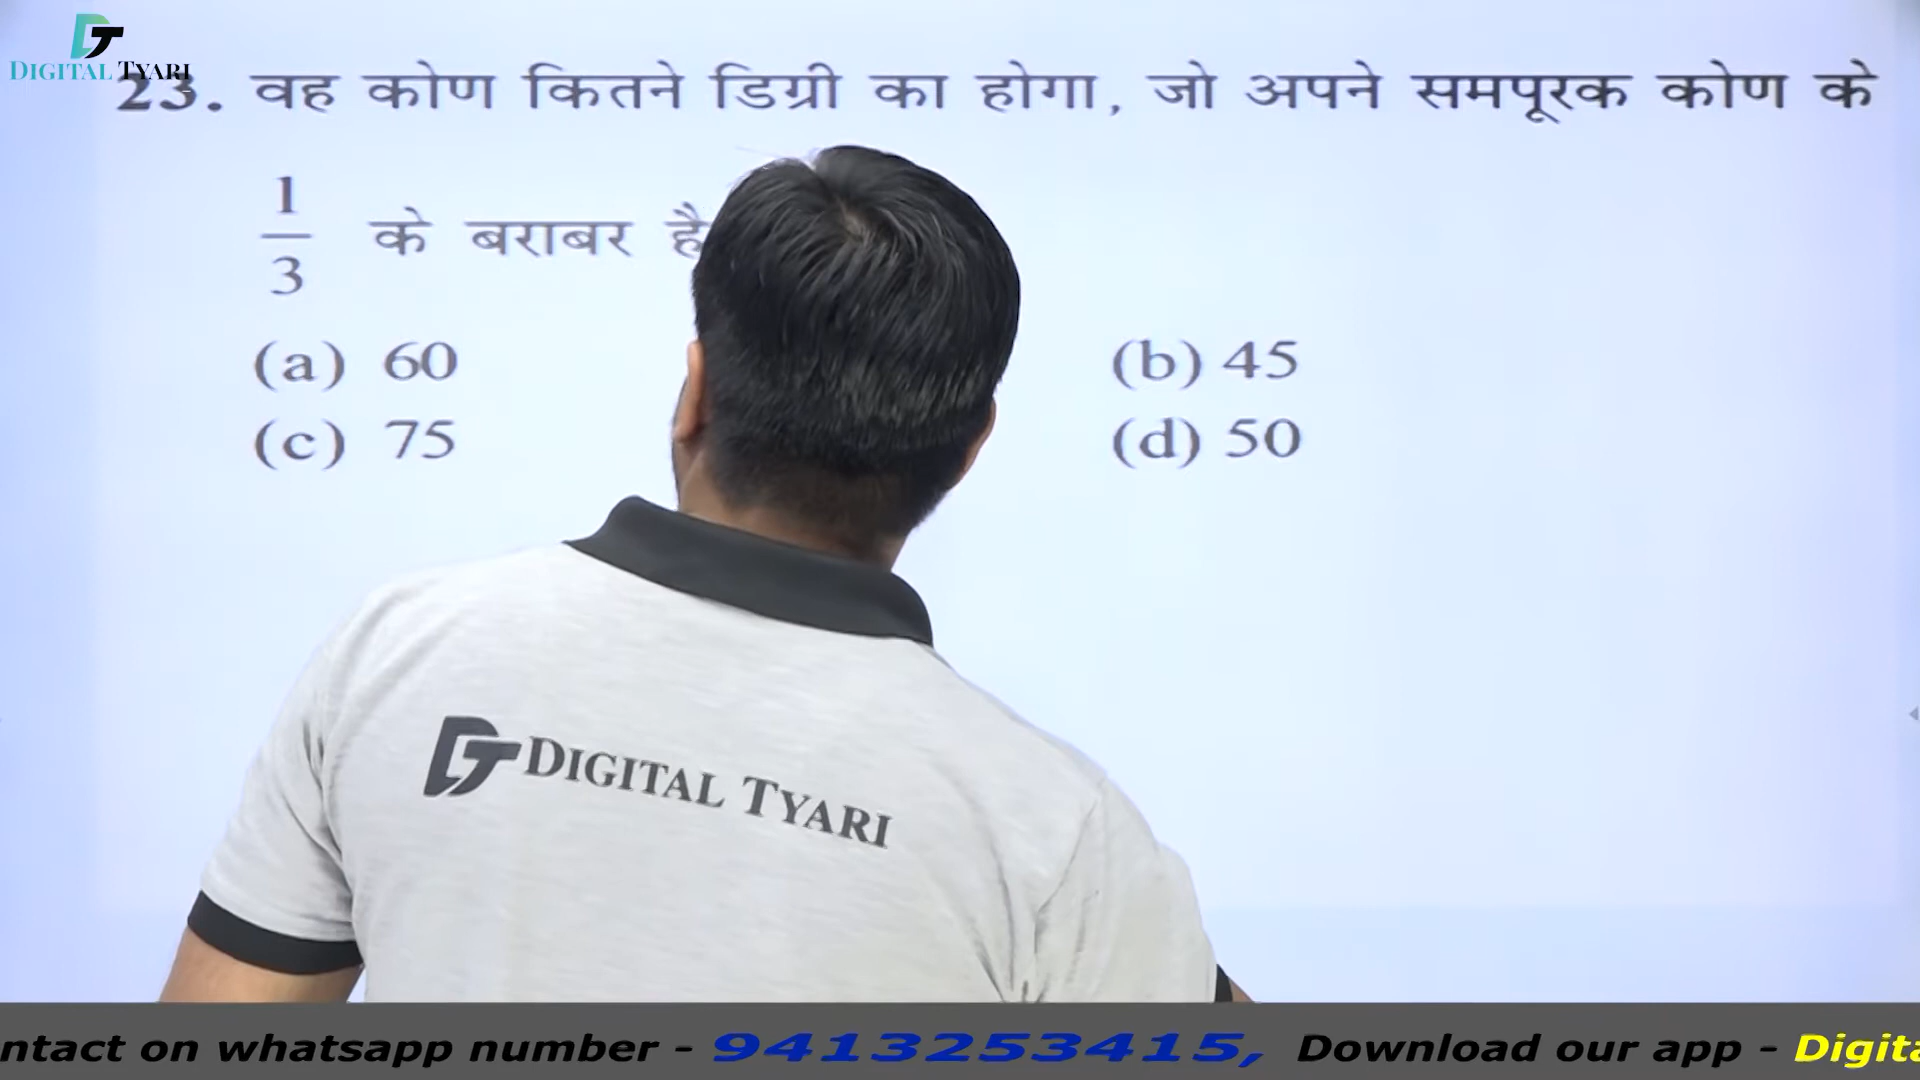 DIGITAL TYARI
23. वह कोण कितने डिग्री का होगा, जो अपने समपूरक कोण के
1
3
के बराबर है
(a) 60
(b) 45
(c) 75
(d) 50
DIGITAL TYARI
ntact on whatsapp number - 9413253415, Download our app - Digita